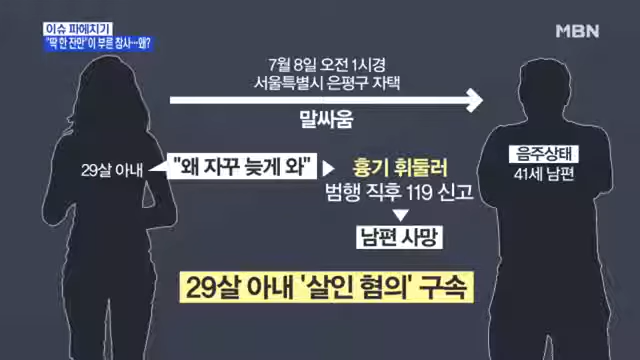 이슈 파헤치기
"딱 한 잔만"이 부른 참사…왜?
MBN
7월 8일 오전 1시경
서울특별시 은평구 자택
말싸움
29살 아내
"왜 자꾸 늦게 와"
흉기 휘둘러
범행 직후 119 신고
남편 사망
음주상태
41세 남편
29살 아내 '살인 혐의' 구속